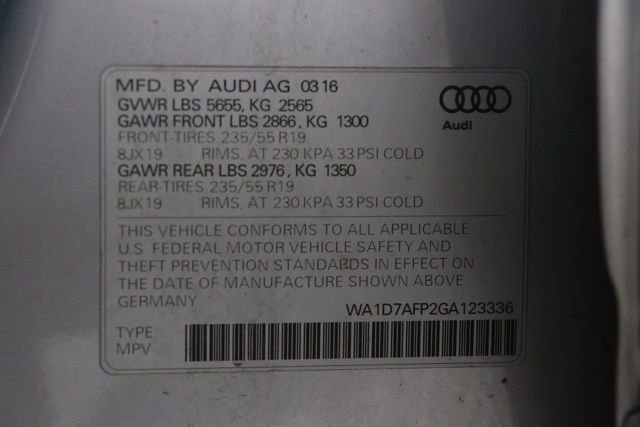 MFD. BY AUDI AG 03 16
GVWR LBS 5655, KG 2565
GAWR FRONT LBS 2866, KG 1300
FRONT-TIRES 235/55 R19
8JX19 RIMS, AT 230 KPA 33 PSI COLD
GAWR REAR LBS 2976, KG 1350
REAR-TIRES 235/55 R19
8JX19 RIMS, AT 230 KPA 33 PSI COLD
Audi
THIS VEHICLE CONFORMS TO ALL APPLICABLE
U.S. FEDERAL MOTOR VEHICLE SAFETY AND
THEFT PREVENTION STANDARDS IN EFFECT ON
THE DATE OF MANUFACTURE SHOWN ABOVE.
GERMANY
WA1D7AFP2GA123336
TYPE
MPV